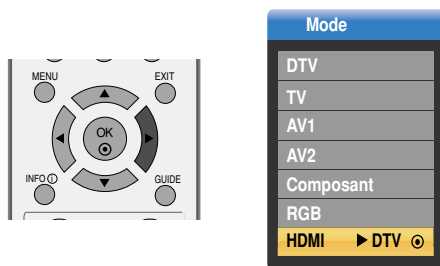 MENU
EXIT
OK
INFO ⓘ
GUIDE
Mode
DTV
TV
AV1
AV2
Composant
RGB
HDMI ▶ DTV